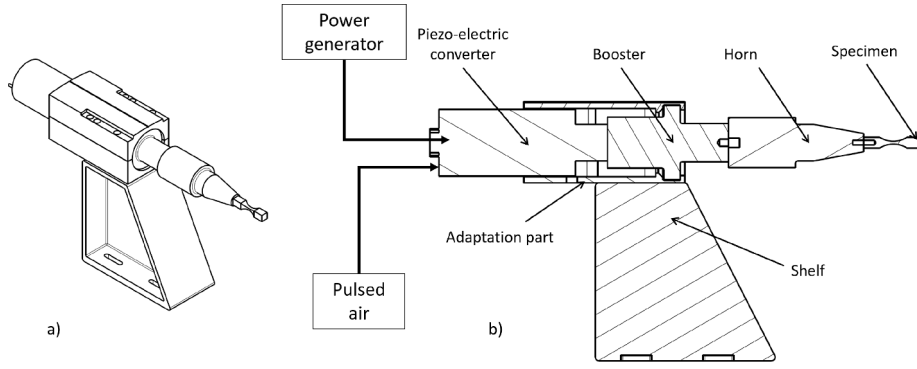 Power
generator
Piezo-electric
converter
Booster
Horn
Specimen
Adaptation part
Shelf
Pulsed
air
a)
b)